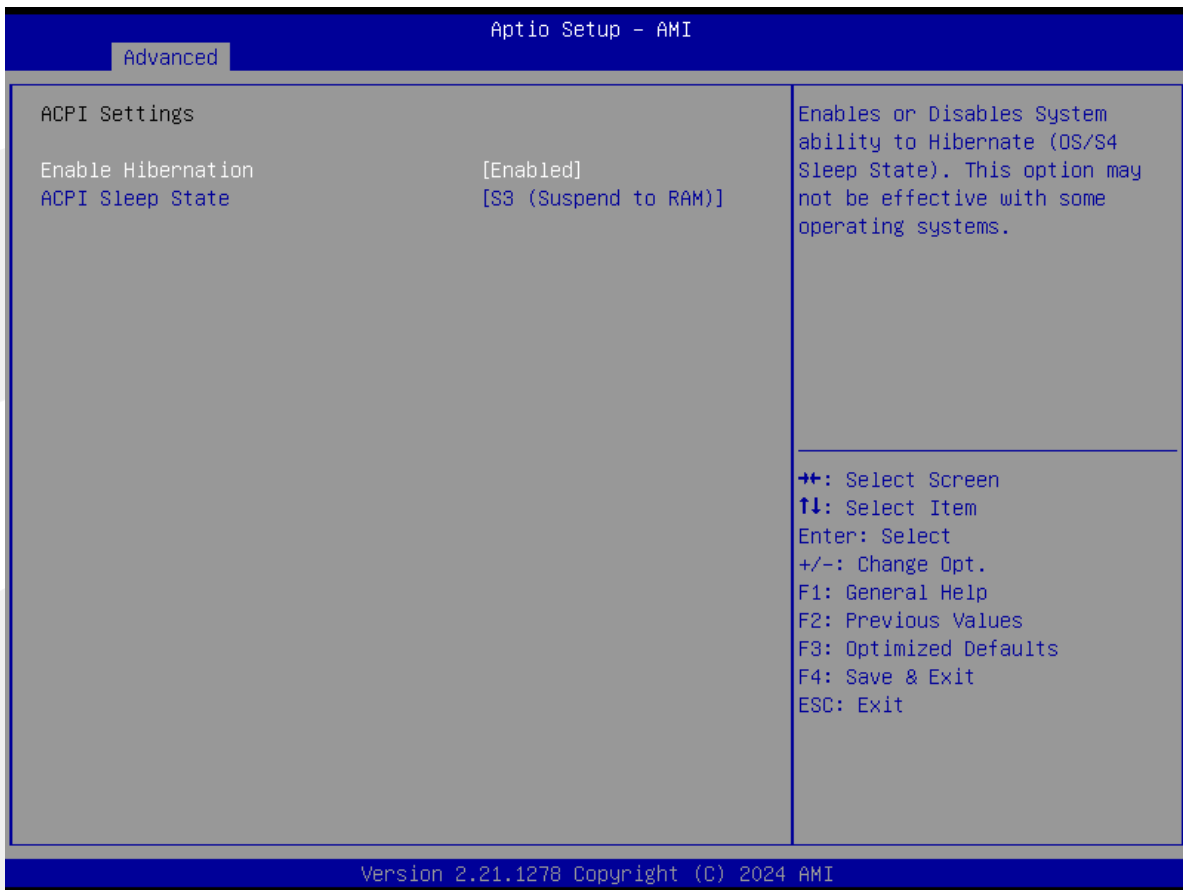 Aptio Setup – AMI
Advanced
ACPI Settings
Enable Hibernation [Enabled]
ACPI Sleep State [S3 (Suspend to RAM)]
Enables or Disables System
ability to Hibernate (OS/S4
Sleep State). This option may
not be effective with some
operating systems.
→←: Select Screen
↑↓: Select Item
Enter: Select
+/-: Change Opt.
F1: General Help
F2: Previous Values
F3: Optimized Defaults
F4: Save & Exit
ESC: Exit
Version 2.21.1278 Copyright (C) 2024 AMI